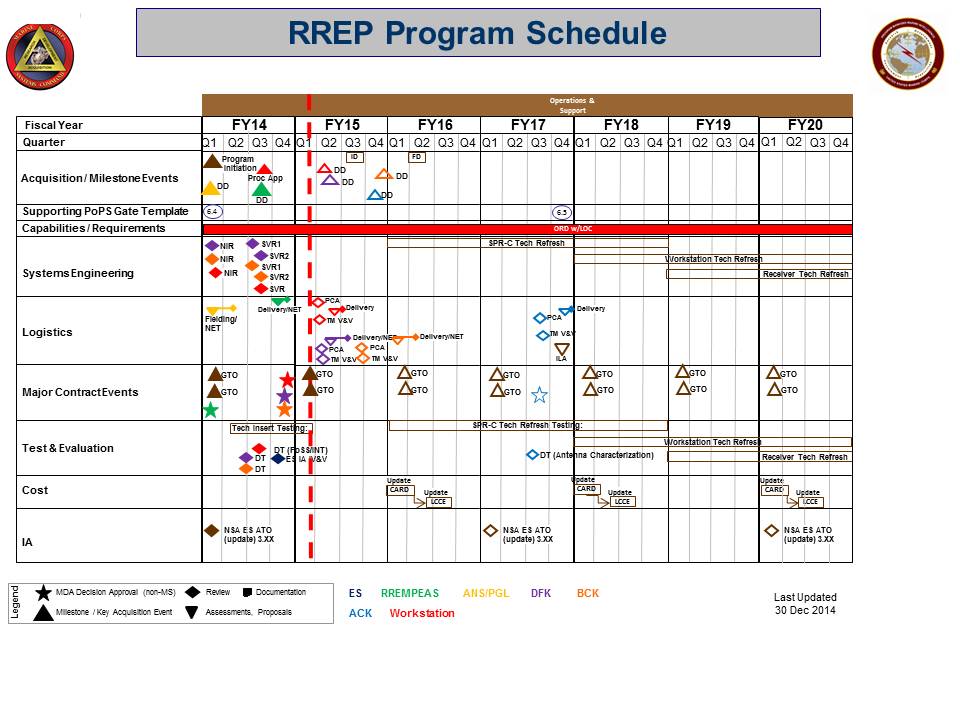 RREP Program Schedule
Operations &
Support
Fiscal Year FY14 FY15 FY16 FY17 FY18 FY19 FY20
Quarter Q1 Q2 Q3 Q4 Q1 Q2 Q3 Q4 Q1 Q2 Q3 Q4 Q1 Q2 Q3 Q4 Q1 Q2 Q3 Q4 Q1 Q2 Q3 Q4 Q1 Q2 Q3 Q4
Acquisition / Milestone Events
Program
Initiation
Proc App
DD
DD
ID
DD
DD
DD
DD
FD
Supporting PoPS Gate Template 6.4 6.5
Capabilities / Requirements ORD w/LOC
Systems Engineering
NIR
NIR
NIR
SVR1
SVR2
SVR1
SVR2
SVR
SPR-C Tech Refresh
Workstation Tech Refresh
Receiver Tech Refresh
Logistics
Fielding/
NET
Delivery/NET
PCA
Delivery
TM V&V
Delivery/NET
PCA
TM V&V
PCA
TM V&V
Delivery/NET
Delivery
PCA
TM V&V
ILA
Major Contract Events
GTO GTO GTO GTO GTO GTO GTO
GTO GTO GTO GTO GTO GTO GTO
Test & Evaluation
Tech Insert Testing:
DT (FoSS/INT)
DT
ES IA V&V
DT
SPR-C Tech Refresh Testing:
DT (Antenna Characterization)
Workstation Tech Refresh
Receiver Tech Refresh
Cost
Update
CARD
Update
LCCE
Update
CARD
Update
LCCE
Update
CARD
Update
LCCE
IA
NSA ES ATO
(update) 3.XX
NSA ES ATO
(update) 3.XX
NSA ES ATO
(update) 3.XX
Legend
MDA Decision Approval (non-MS) Review Documentation
Milestone / Key Acquisition Event Assessments, Proposals
ES RREMPEAS ANS/PGL DFK BCK
ACK Workstation
Last Updated
30 Dec 2014